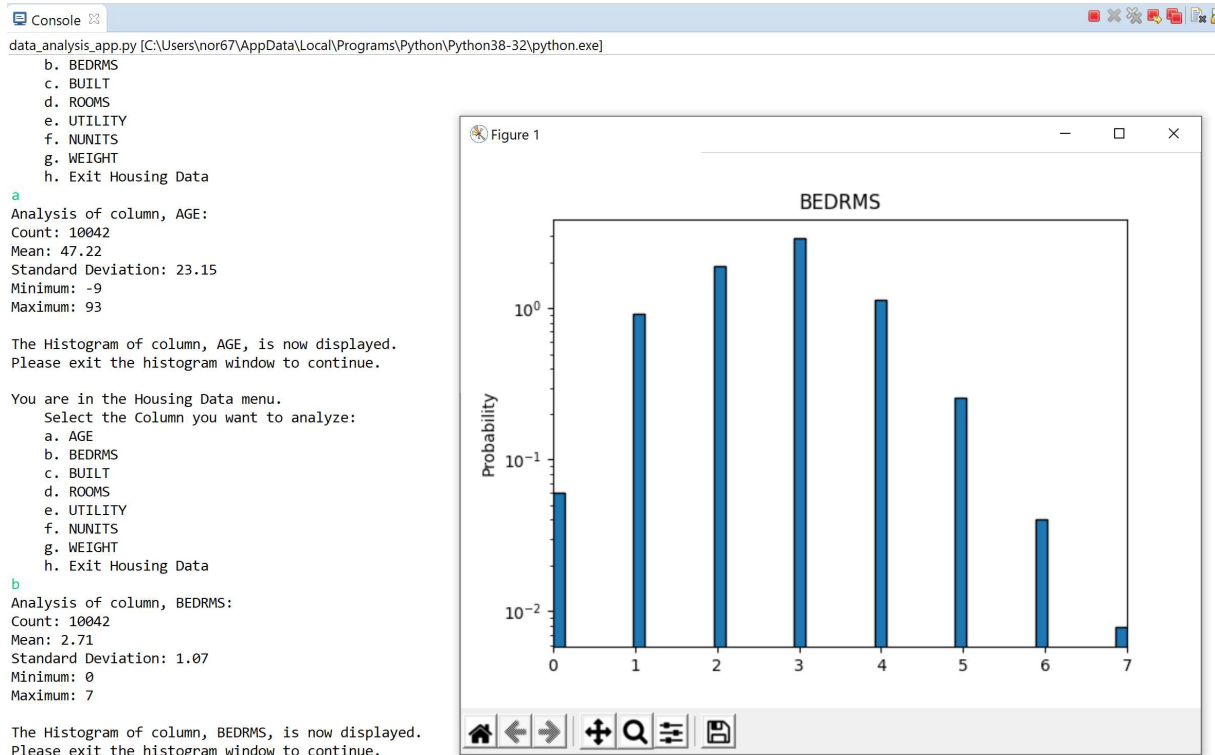 Console
data_analysis_app.py [C:\Users\nor67\AppData\Local\Programs\Python\Python38-32\python.exe]
b. BEDRMS
c. BUILT
d. ROOMS
e. UTILITY
f. NUNITS
g. WEIGHT
h. Exit Housing Data
a
Analysis of column, AGE:
Count: 10042
Mean: 47.22
Standard Deviation: 23.15
Minimum: -9
Maximum: 93
The Histogram of column, AGE, is now displayed.
Please exit the histogram window to continue.
You are in the Housing Data menu.
Select the Column you want to analyze:
a. AGE
b. BEDRMS
c. BUILT
d. ROOMS
e. UTILITY
f. NUNITS
g. WEIGHT
h. Exit Housing Data
b
Analysis of column, BEDRMS:
Count: 10042
Mean: 2.71
Standard Deviation: 1.07
Minimum: 0
Maximum: 7
The Histogram of column, BEDRMS, is now displayed.
Please exit the histogram window to continue.
Figure 1
BEDRMS
Probability
10⁰
10⁻¹
10⁻²
0 1 2 3 4 5 6 7